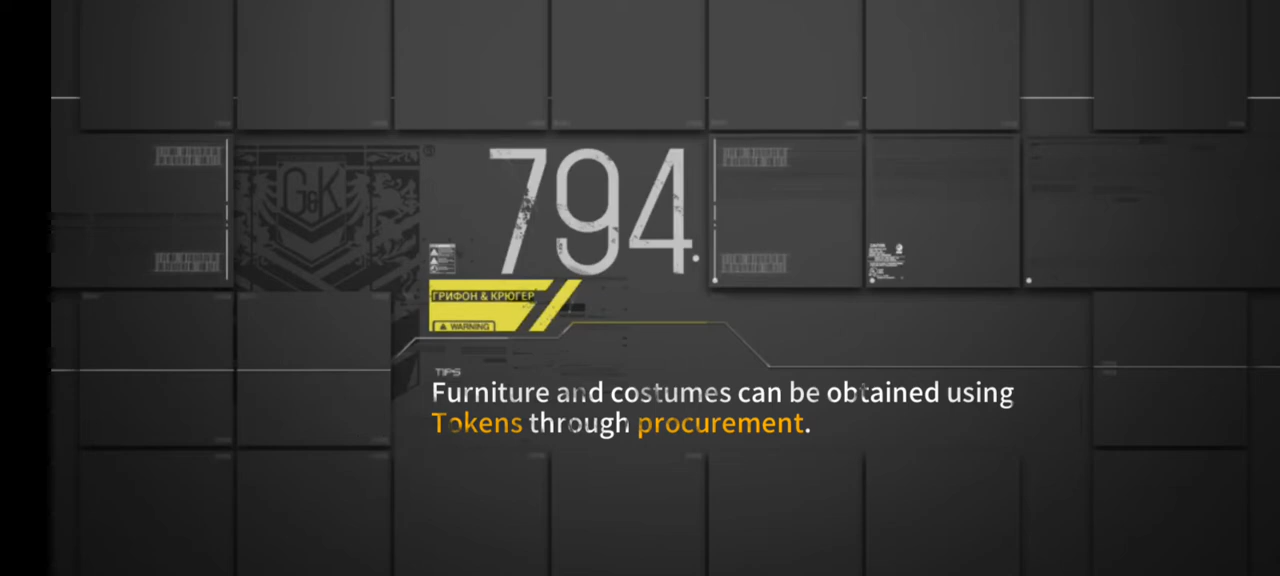 G&K
794.
ГРИФОН & КРЮГЕР
WARNING
TIPS
Furniture and costumes can be obtained using
Tokens through procurement.